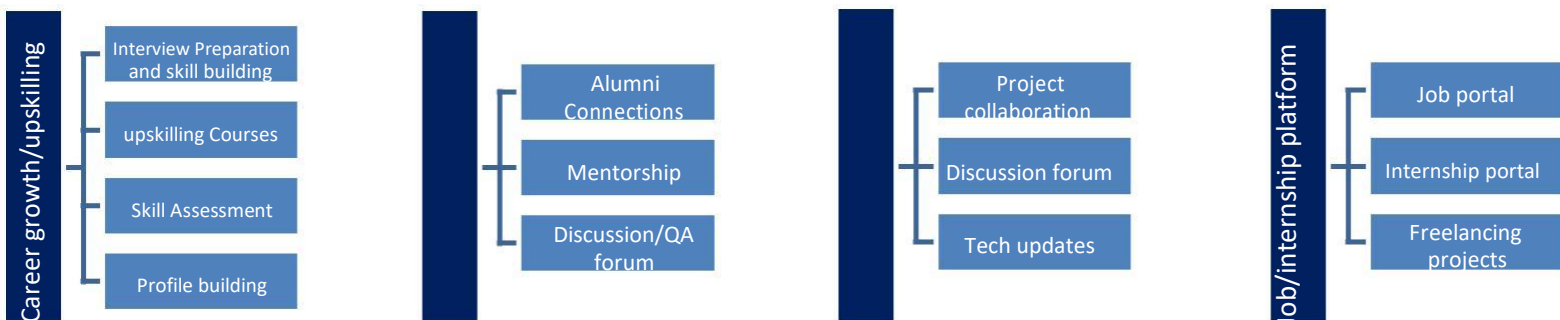 Career growth/upskilling
Interview Preparation
and skill building
upskilling Courses
Skill Assessment
Profile building
Alumni
Connections
Mentorship
Discussion/QA
forum
Project
collaboration
Discussion forum
Tech updates
Job/internship platform
Job portal
Internship portal
Freelancing
projects